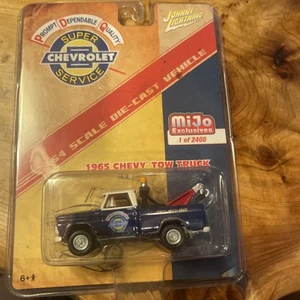 PROMPT DEPENDABLE QUALITY
JOHNNY
LIGHTNING
SUPER
CHEVROLET
SERVICE
1:64 SCALE DIE-CAST VEHICLE
MiJo
Exclusives
1 of 2400
1965 CHEVY TOW TRUCK
6+